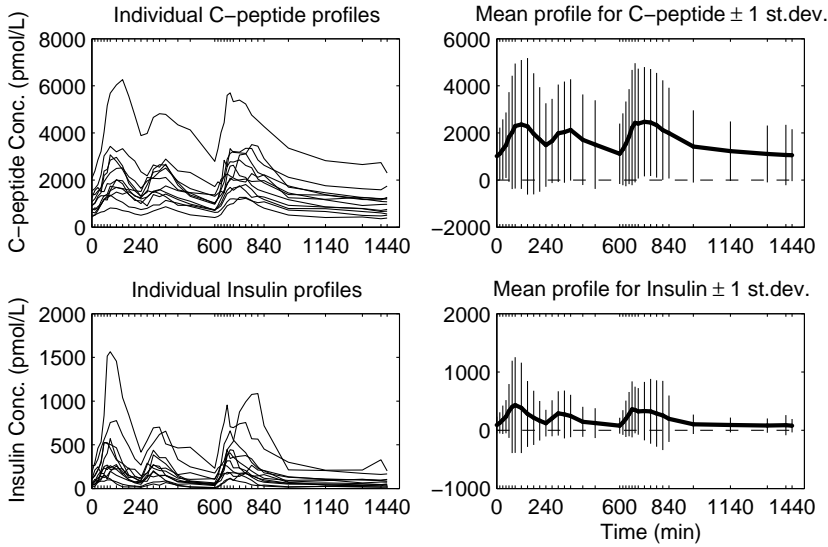 Individual C−peptide profiles
Mean profile for C−peptide ± 1 st.dev.
C−peptide Conc. (pmol/L)
8000
6000
4000
2000
0
0 240 600 840 1140 1440
6000
4000
2000
0
−2000
0 240 600 840 1140 1440
Individual Insulin profiles
Mean profile for Insulin ± 1 st.dev.
Insulin Conc. (pmol/L)
2000
1500
1000
500
0
0 240 600 840 1140 1440
2000
1000
0
−1000
0 240 600 840 1140 1440
Time (min)